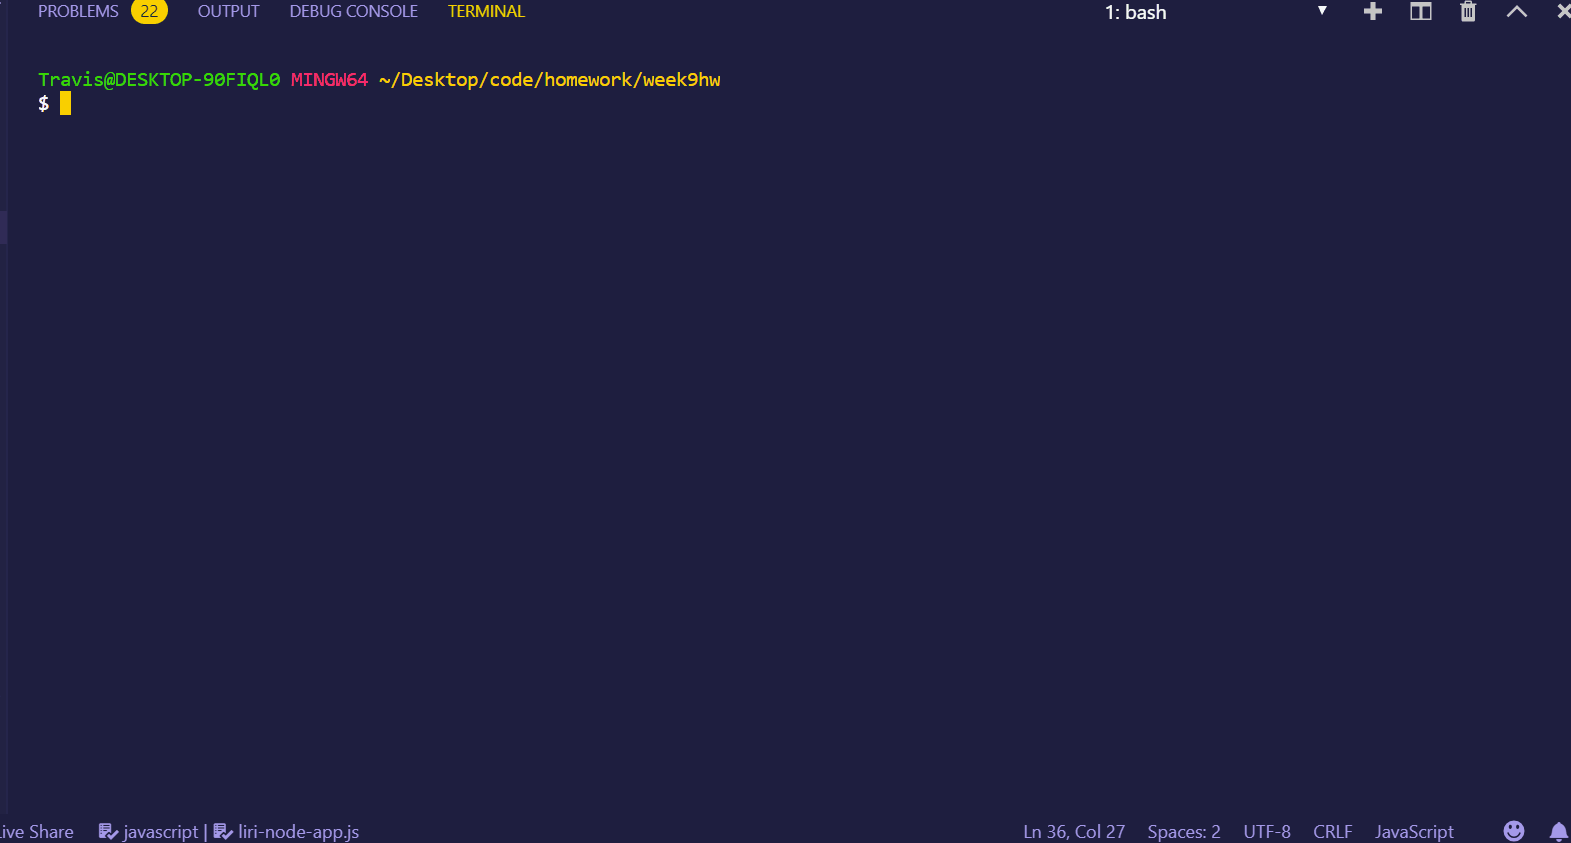 PROBLEMS 22 OUTPUT DEBUG CONSOLE TERMINAL 1: bash
Travis@DESKTOP-90FIQL0 MINGW64 ~/Desktop/code/homework/week9hw
$
ive Share javascript | liri-node-app.js Ln 36, Col 27 Spaces: 2 UTF-8 CRLF JavaScript